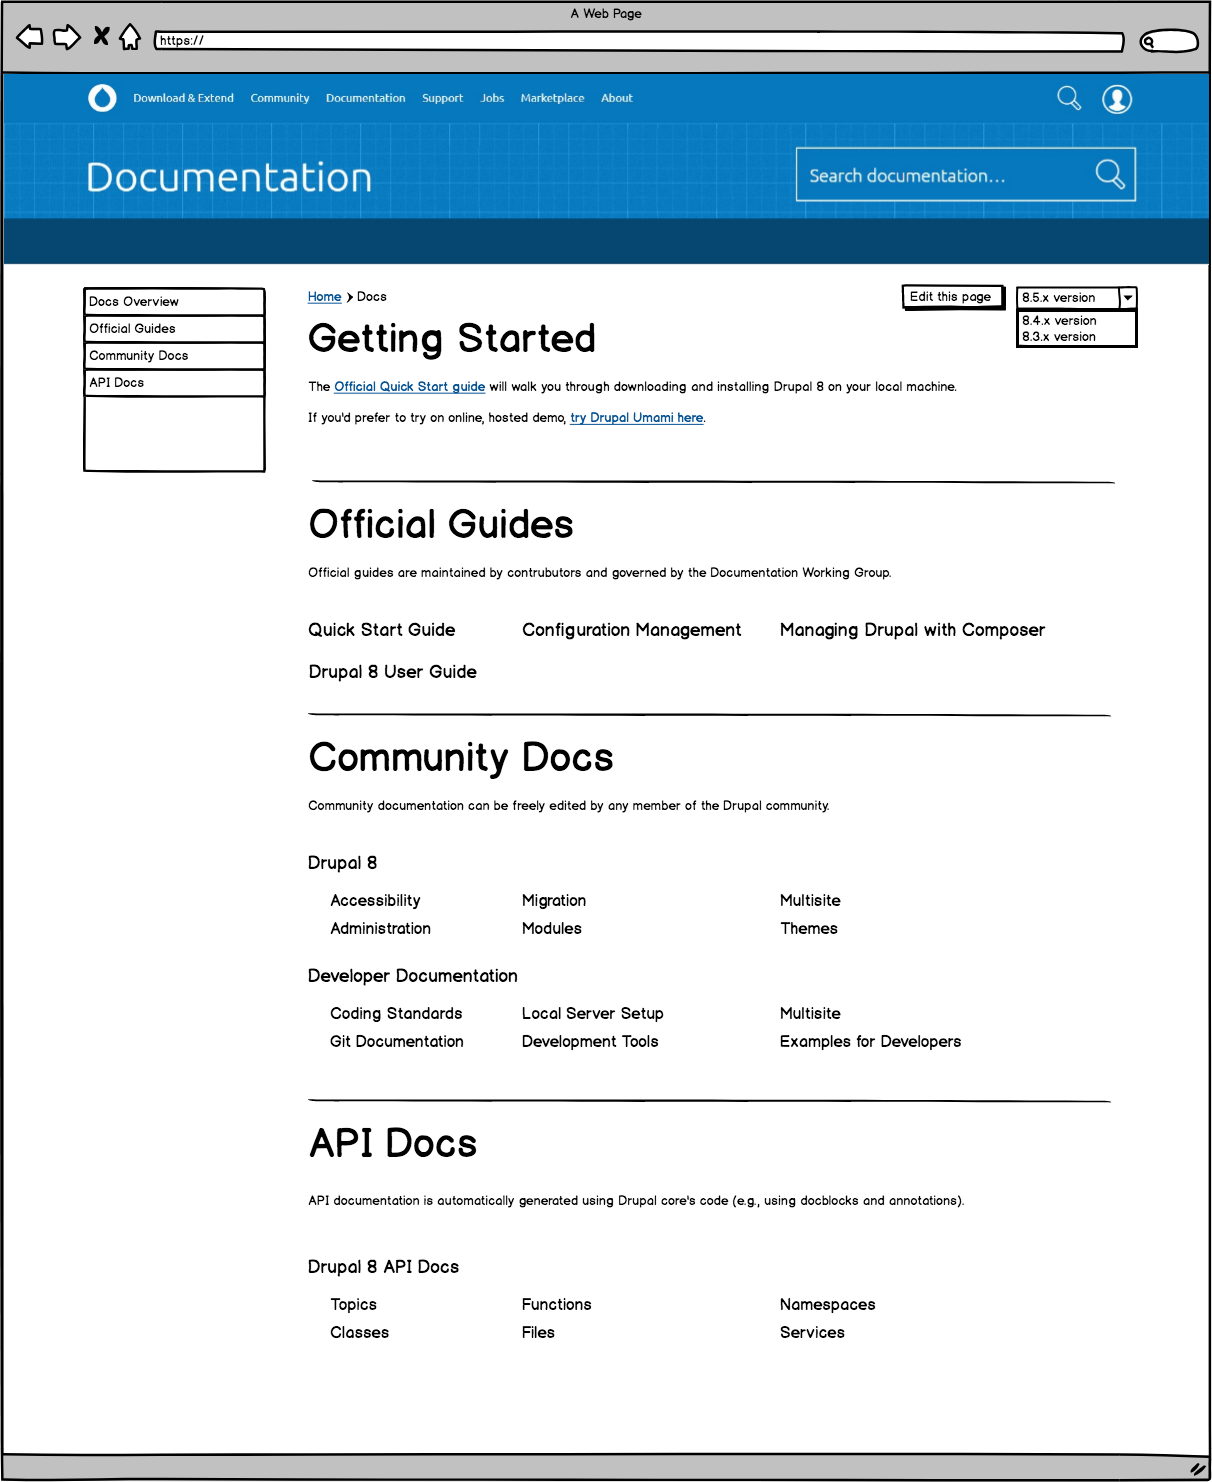 A Web Page
https://
Download & Extend Community Documentation Support Jobs Marketplace About
Documentation
Search documentation...
Docs Overview
Official Guides
Community Docs
API Docs
Home Docs
Edit this page
8.5.x version
8.4.x version
8.3.x version
Getting Started
The Official Quick Start guide will walk you through downloading and installing Drupal 8 on your local machine.
If you'd prefer to try on online, hosted demo, try Drupal Umami here.
Official Guides
Official guides are maintained by contrubutors and governed by the Documentation Working Group.
Quick Start Guide Configuration Management Managing Drupal with Composer
Drupal 8 User Guide
Community Docs
Community documentation can be freely edited by any member of the Drupal community.
Drupal 8
Accessibility Migration Multisite
Administration Modules Themes
Developer Documentation
Coding Standards Local Server Setup Multisite
Git Documentation Development Tools Examples for Developers
API Docs
API documentation is automatically generated using Drupal core's code (e.g., using docblocks and annotations).
Drupal 8 API Docs
Topics Functions Namespaces
Classes Files Services